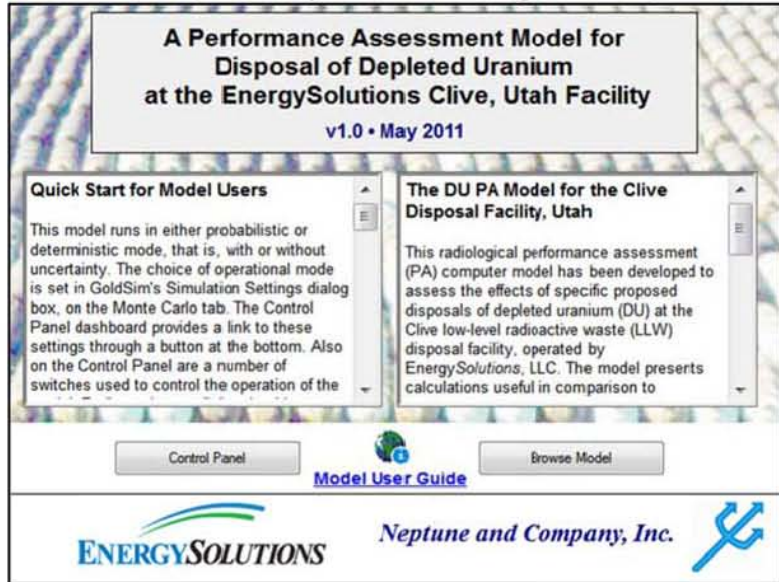 A Performance Assessment Model for
Disposal of Depleted Uranium
at the EnergySolutions Clive, Utah Facility
v1.0 • May 2011
Quick Start for Model Users
This model runs in either probabilistic or
deterministic mode, that is, with or without
uncertainty. The choice of operational mode
is set in GoldSim's Simulation Settings dialog
box, on the Monte Carlo tab. The Control
Panel dashboard provides a link to these
settings through a button at the bottom. Also
on the Control Panel are a number of
switches used to control the operation of the
The DU PA Model for the Clive
Disposal Facility, Utah
This radiological performance assessment
(PA) computer model has been developed to
assess the effects of specific proposed
disposals of depleted uranium (DU) at the
Clive low-level radioactive waste (LLW)
disposal facility, operated by
EnergySolutions, LLC. The model presents
calculations useful in comparison to
Control Panel
Model User Guide
Browse Model
ENERGYSOLUTIONS
Neptune and Company, Inc.